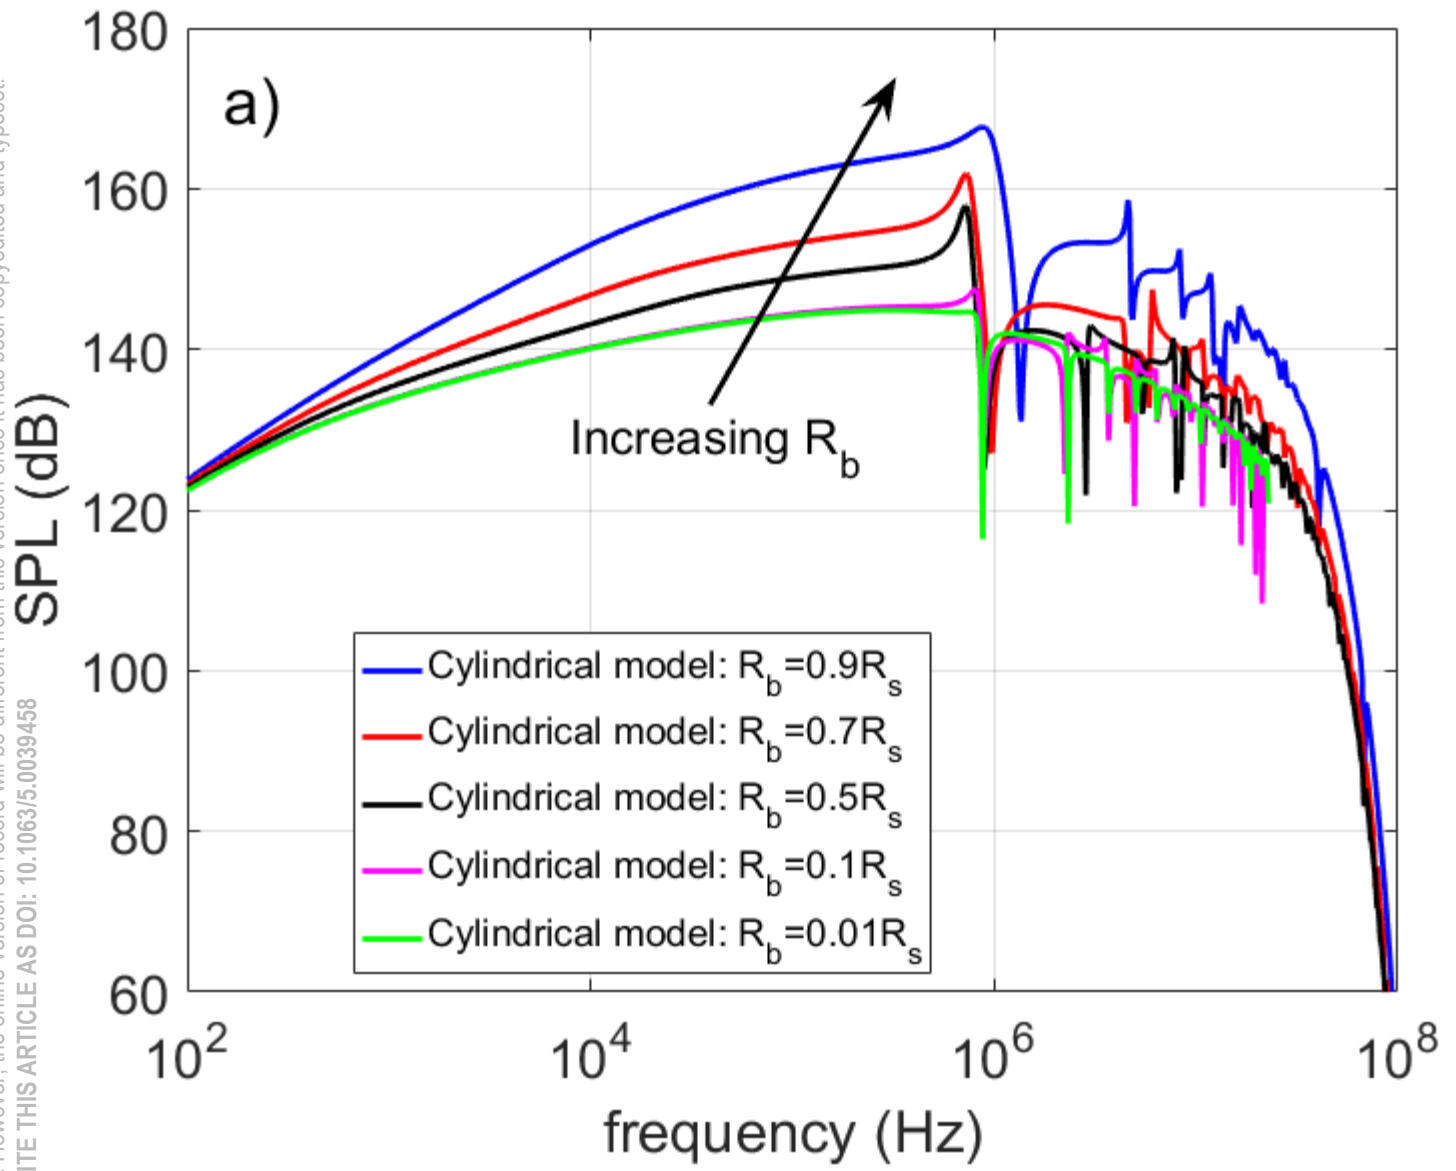 a)
180
160
140
120
100
80
60
SPL (dB)
Increasing R_b
Cylindrical model: R_b=0.9R_s
Cylindrical model: R_b=0.7R_s
Cylindrical model: R_b=0.5R_s
Cylindrical model: R_b=0.1R_s
Cylindrical model: R_b=0.01R_s
10^2 10^4 10^6 10^8
frequency (Hz)
ITE THIS ARTICLE AS DOI: 10.1063/5.0039458